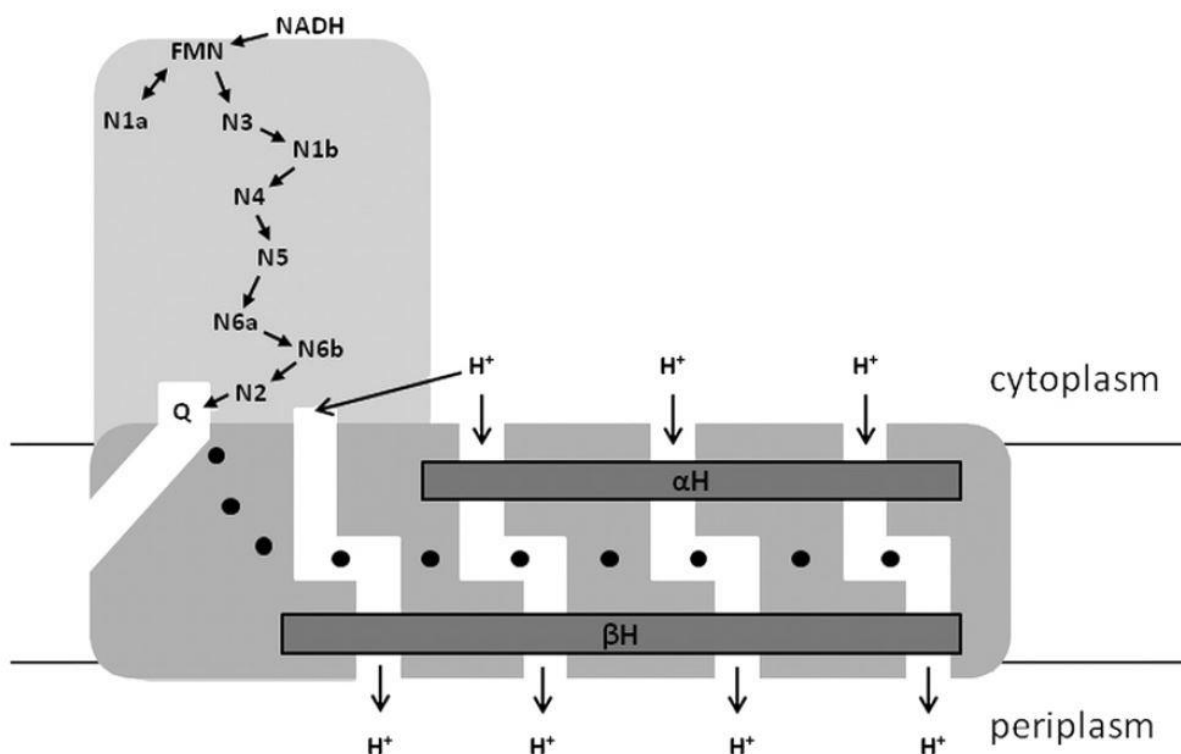 NADH
FMN
N1a
N3
N1b
N4
N5
N6a
N6b
N2
Q
H⁺
H⁺
H⁺
cytoplasm
αH
βH
H⁺
H⁺
H⁺
H⁺
periplasm